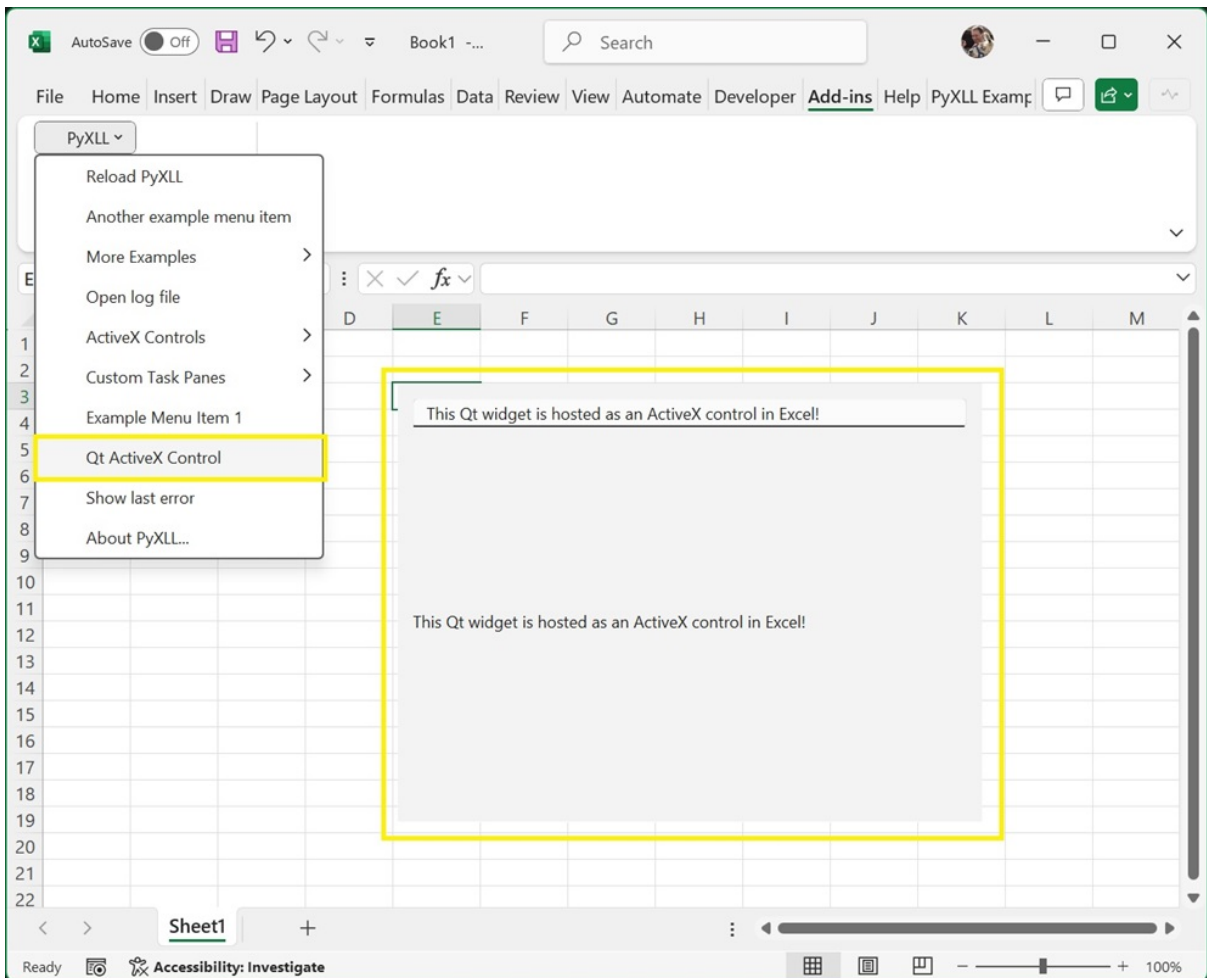 AutoSave Off Book1 -... Search
File Home Insert Draw Page Layout Formulas Data Review View Automate Developer Add-ins Help PyXLL Examp
PyXLL
Reload PyXLL
Another example menu item
More Examples
Open log file
ActiveX Controls
Custom Task Panes
Example Menu Item 1
Qt ActiveX Control
Show last error
About PyXLL...
E fx
D E F G H I J K L M
1
2
3
This Qt widget is hosted as an ActiveX control in Excel!
4
5
6
7
8
9
10
11
This Qt widget is hosted as an ActiveX control in Excel!
12
13
14
15
16
17
18
19
20
21
22
Sheet1
Ready Accessibility: Investigate 100%